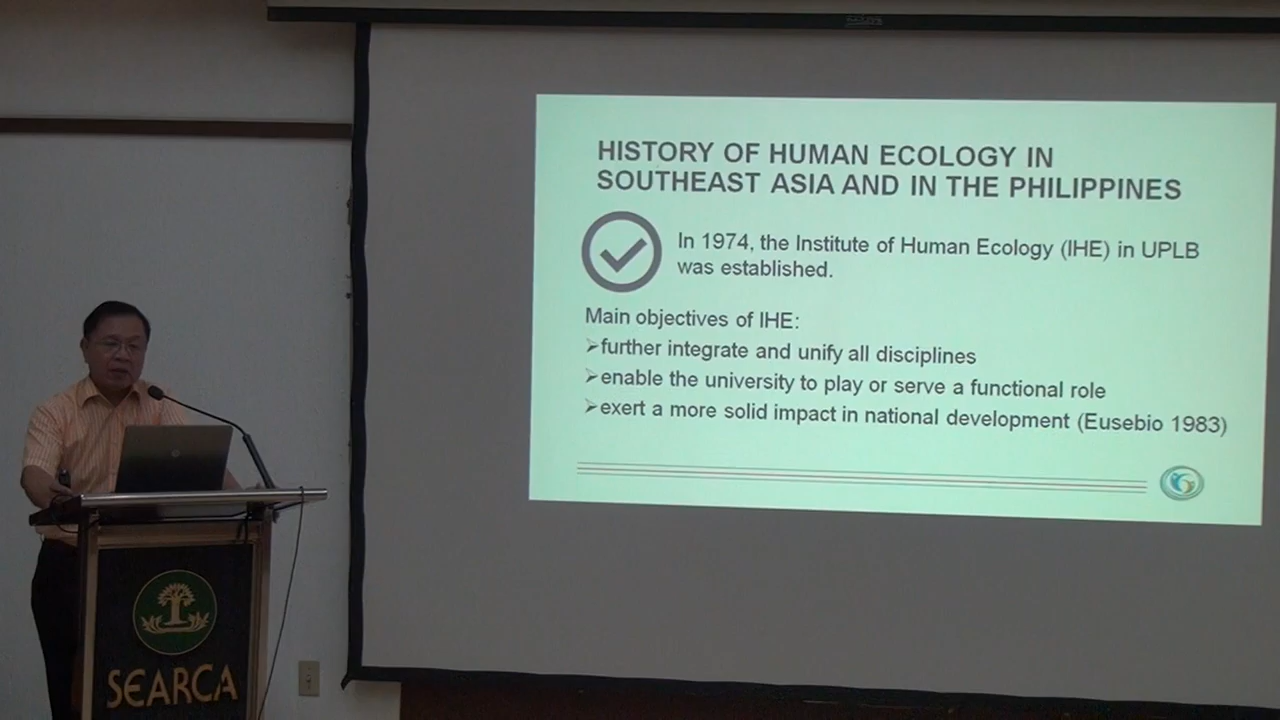 HISTORY OF HUMAN ECOLOGY IN
SOUTHEAST ASIA AND IN THE PHILIPPINES
In 1974, the Institute of Human Ecology (IHE) in UPLB
was established.
Main objectives of IHE:
➢further integrate and unify all disciplines
➢enable the university to play or serve a functional role
➢exert a more solid impact in national development (Eusebio 1983)
SEARCA